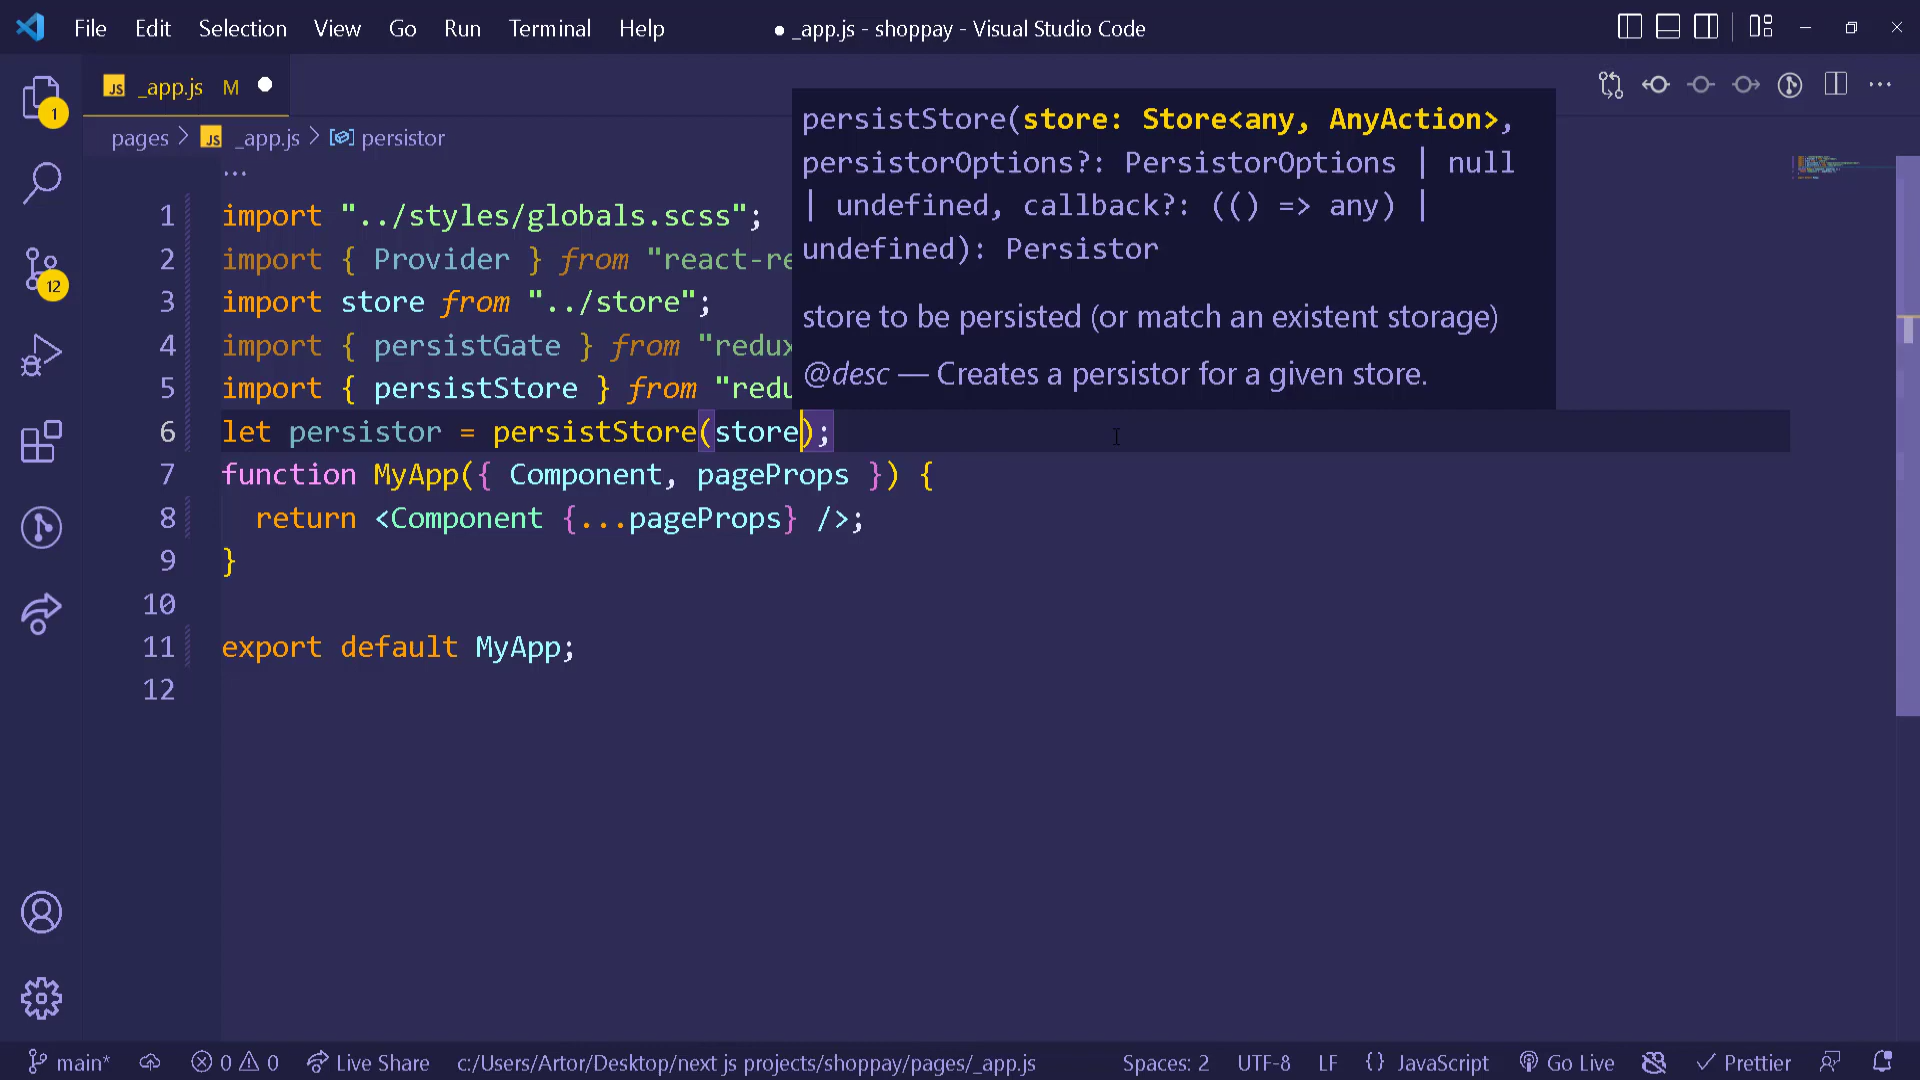 File Edit Selection View Go Run Terminal Help
● _app.js - shoppay - Visual Studio Code
JS _app.js M
pages > JS _app.js > persistor
...
1 import "../styles/globals.scss";
2 import { Provider } from "react-re
3 import store from "../store";
4 import { persistGate } from "redux
5 import { persistStore } from "redu
6 let persistor = persistStore(store);
7 function MyApp({ Component, pageProps }) {
8 return <Component {...pageProps} />;
9 }
10
11 export default MyApp;
12
persistStore(store: Store<any, AnyAction>,
persistorOptions?: PersistorOptions | null
| undefined, callback?: (() => any) |
undefined): Persistor
store to be persisted (or match an existent storage)
@desc — Creates a persistor for a given store.
1
12
main* 0 0 Live Share c:/Users/Artor/Desktop/next js projects/shoppay/pages/_app.js Spaces: 2 UTF-8 LF {} JavaScript Go Live Prettier